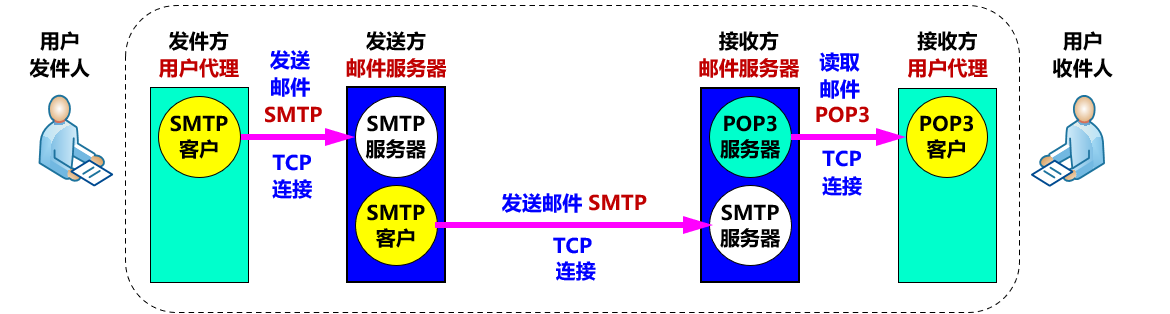 用户
发件人
发件方
用户代理
SMTP
客户
发送
邮件
SMTP
TCP
连接
发送方
邮件服务器
SMTP
服务器
SMTP
客户
发送邮件 SMTP
TCP
连接
接收方
邮件服务器
POP3
服务器
SMTP
服务器
读取
邮件
POP3
TCP
连接
接收方
用户代理
POP3
客户
用户
收件人